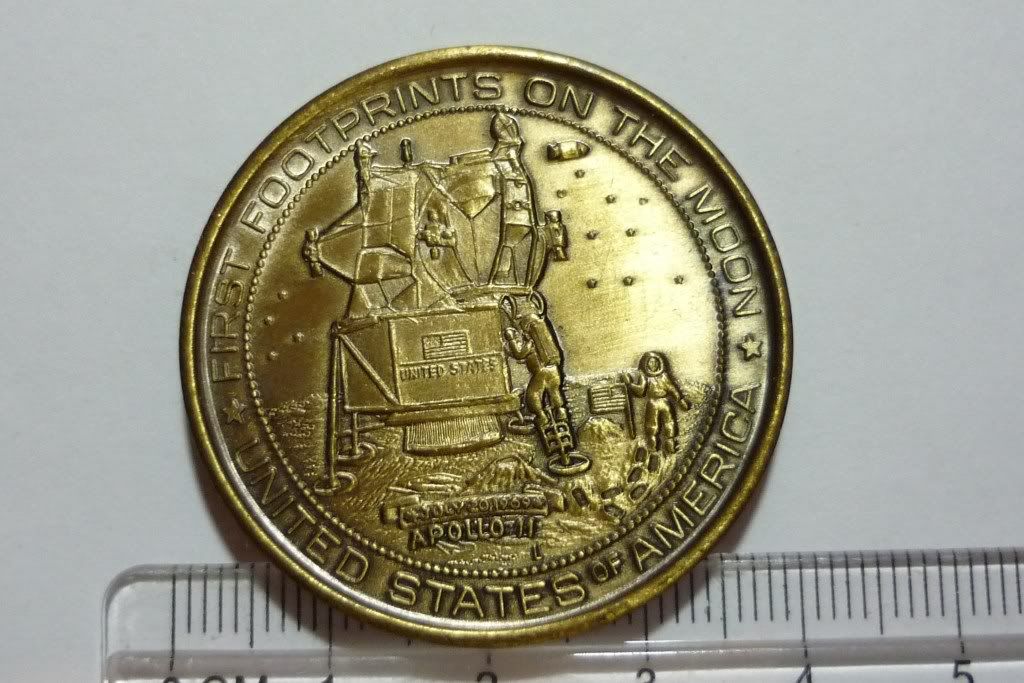 FIRST FOOTPRINTS ON THE MOON
UNITED STATES
JULY 20 1969
APOLLO 11
UNITED STATES OF AMERICA
CM 1 2 3 4 5